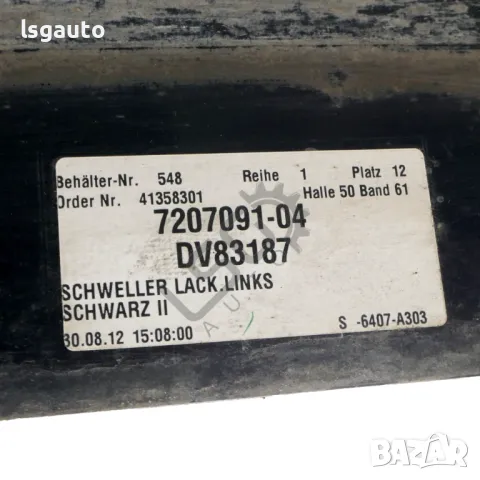 lsgauto
Behälter-Nr. 548 Reihe 1 Platz 12
Order Nr. 41358301 Halle 50 Band 61
7207091-04
DV83187
SCHWELLER LACK.LINKS
SCHWARZ II
30.08.12 15:08:00 S -6407-A303
BAZAR